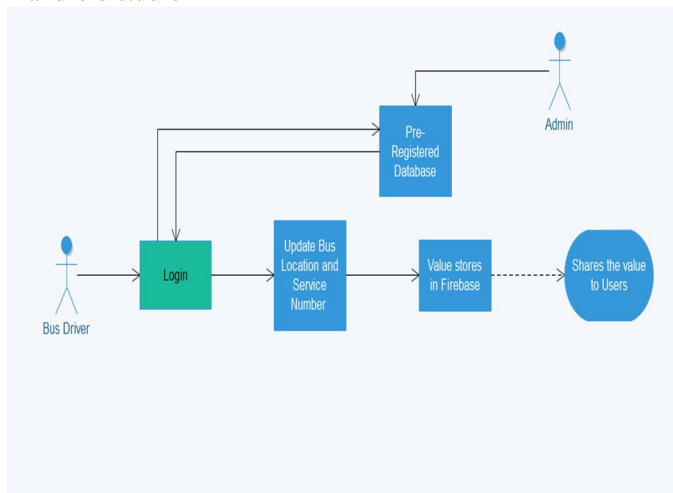 Admin
Pre-
Registered
Database
Bus Driver
Login
Update Bus
Location and
Service
Number
Value stores
in Firebase
Shares the value
to Users